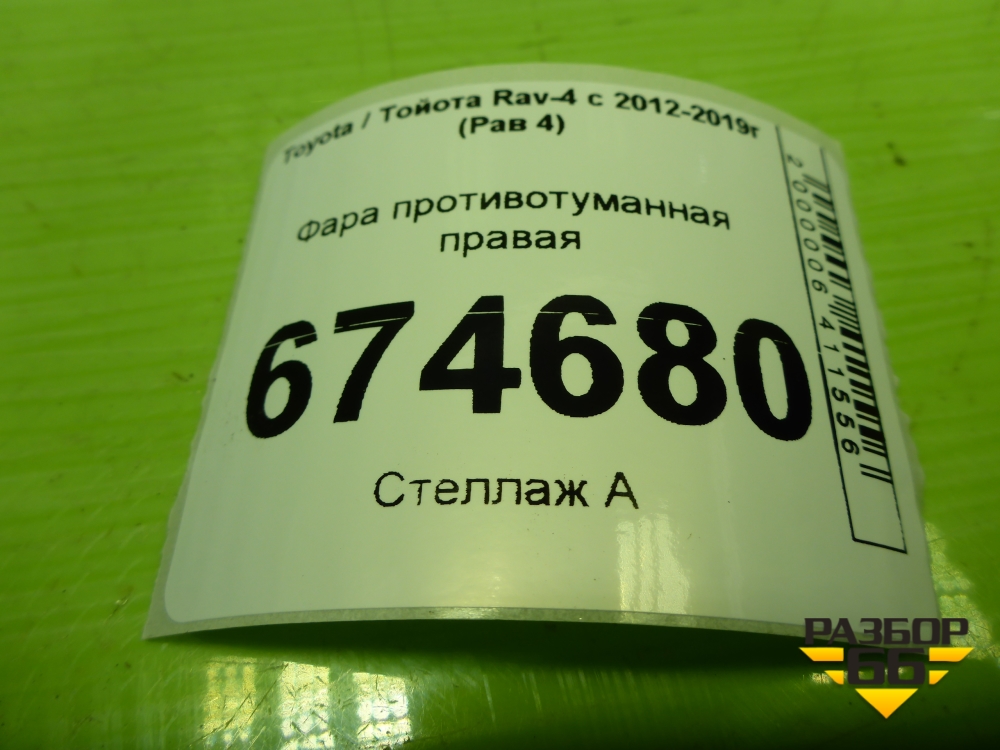 Toyota / Тойота Rav-4 с 2012-2019г
(Рав 4)
Фара противотуманная
правая
674680
Стеллаж А
2000006411556
РАЗБОР
66